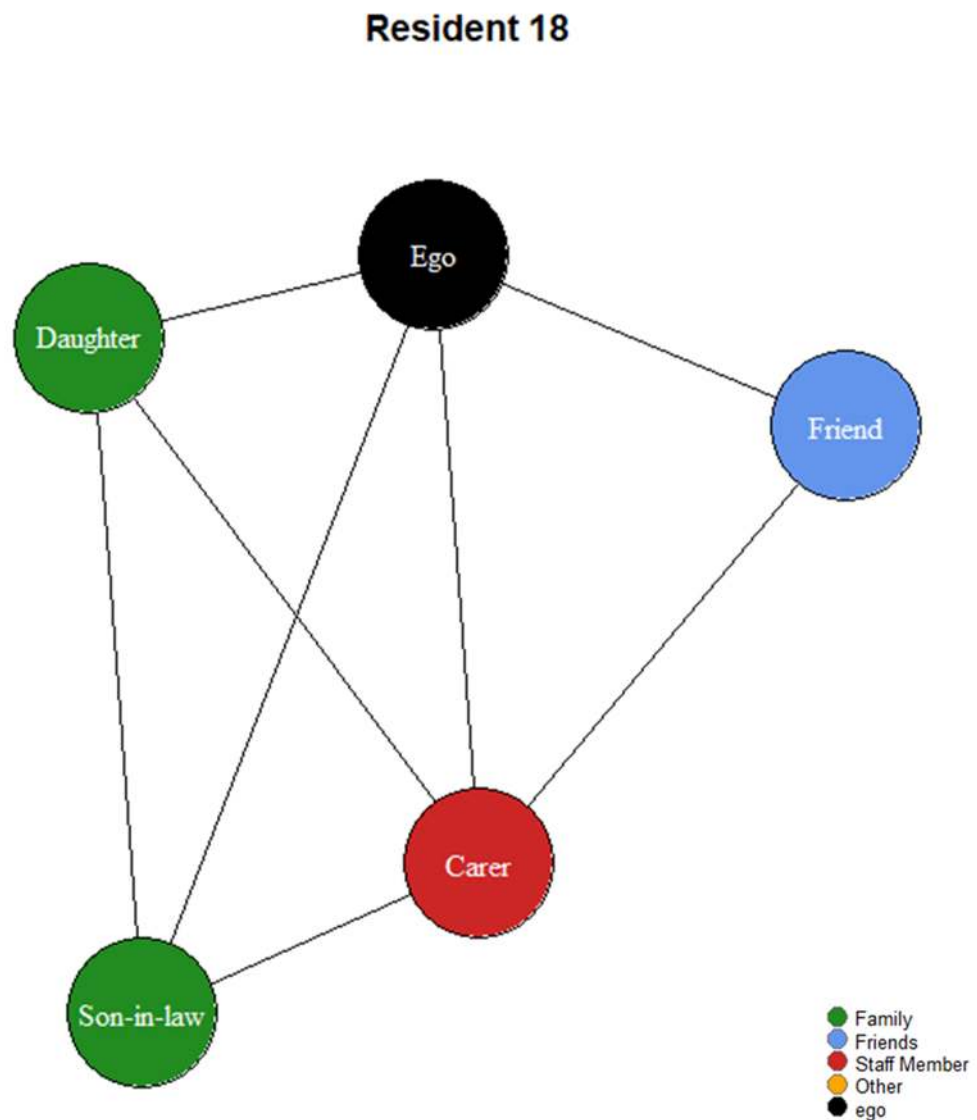 Resident 18
Ego
Daughter
Friend
Carer
Son-in-law
Family
Friends
Staff Member
Other
ego